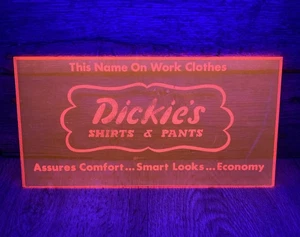 This Name On Work Clothes
Dickie's
SHIRTS & PANTS
Assures Comfort...Smart Looks...Economy